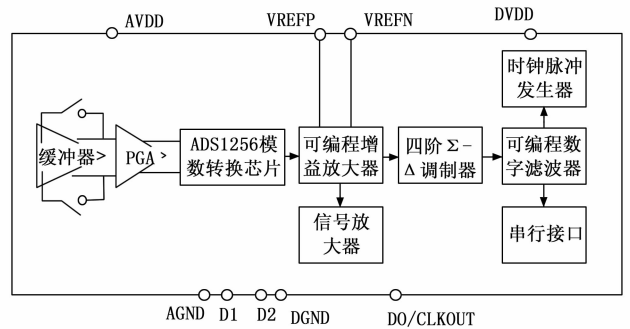 AVDD
VREFP
VREFN
DVDD
时钟脉冲
发生器
缓冲器>
PGA >
ADS1256模
数转换芯片
可编程增
益放大器
四阶 Σ-
Δ 调制器
可编程数
字滤波器
信号放
大器
串行接口
AGND
D1
D2
DGND
D0/CLKOUT